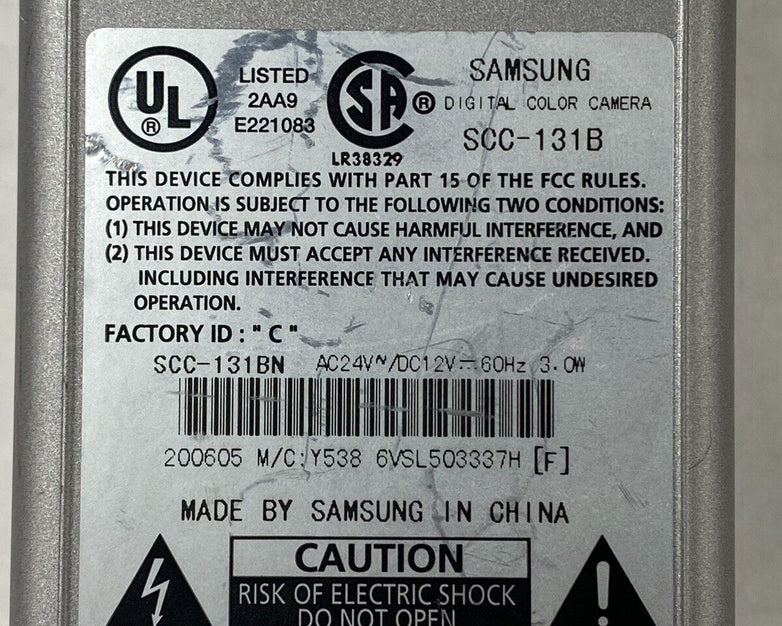 UL ®
LISTED
2AA9
E221083
SA ®
LR38329
SAMSUNG
DIGITAL COLOR CAMERA
SCC-131B
THIS DEVICE COMPLIES WITH PART 15 OF THE FCC RULES.
OPERATION IS SUBJECT TO THE FOLLOWING TWO CONDITIONS:
(1) THIS DEVICE MAY NOT CAUSE HARMFUL INTERFERENCE, AND
(2) THIS DEVICE MUST ACCEPT ANY INTERFERENCE RECEIVED.
INCLUDING INTERFERENCE THAT MAY CAUSE UNDESIRED
OPERATION.
FACTORY ID : " C "
SCC-131BN AC24V~/DC12V⎓60Hz 3.0W
200605 M/C:Y538 6VSL503337H [F]
MADE BY SAMSUNG IN CHINA
CAUTION
RISK OF ELECTRIC SHOCK
DO NOT OPEN